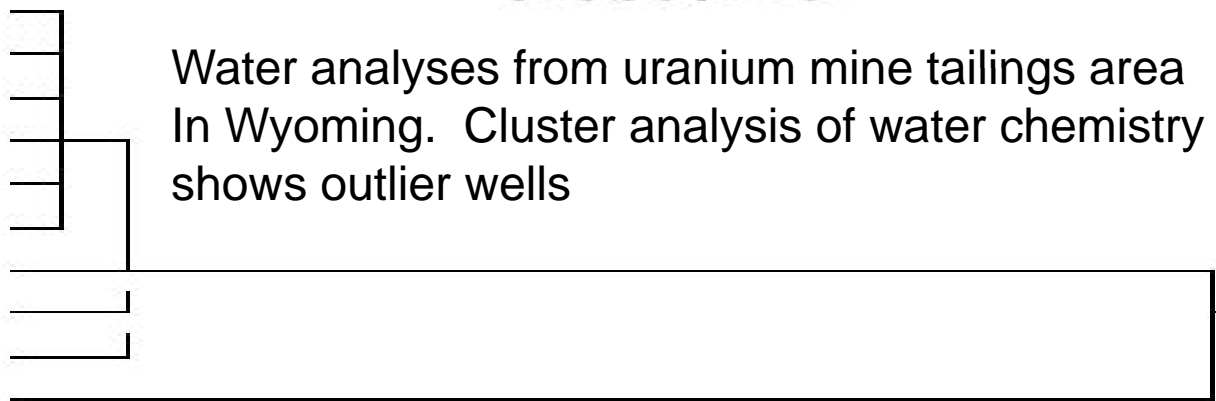 Water analyses from uranium mine tailings area
In Wyoming.  Cluster analysis of water chemistry
shows outlier wells